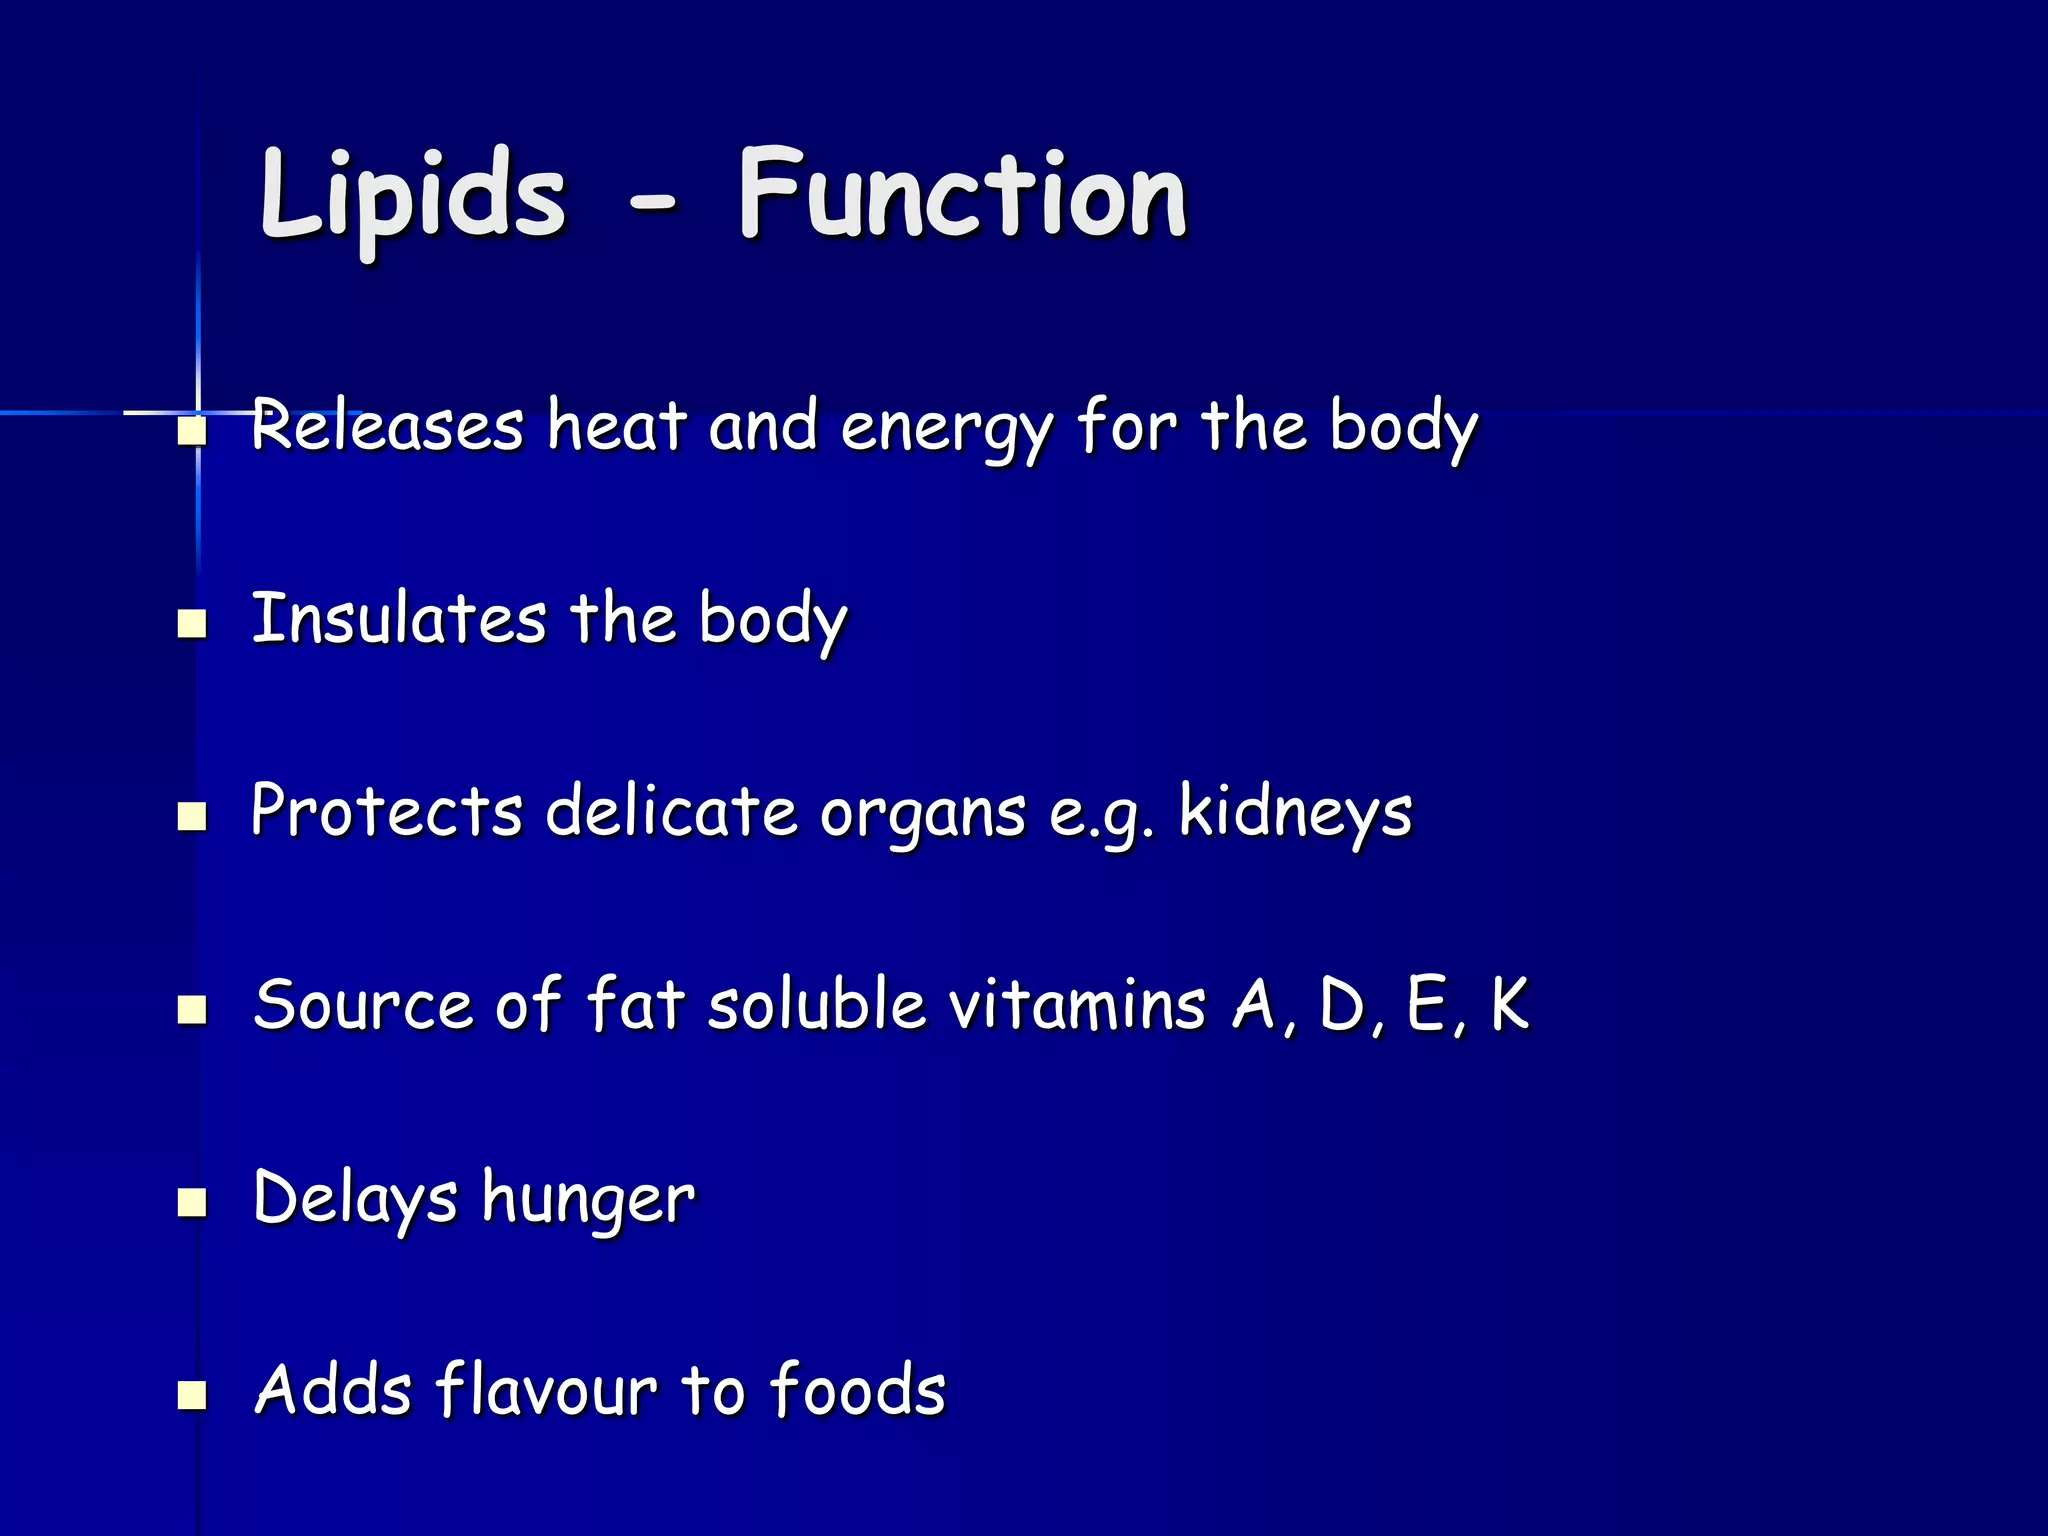 Lipids - Function
Releases heat and energy for the body
Insulates the body
Protects delicate organs e.g. kidneys
Source of fat soluble vitamins A, D, E, K
Delays hunger
Adds flavour to foods